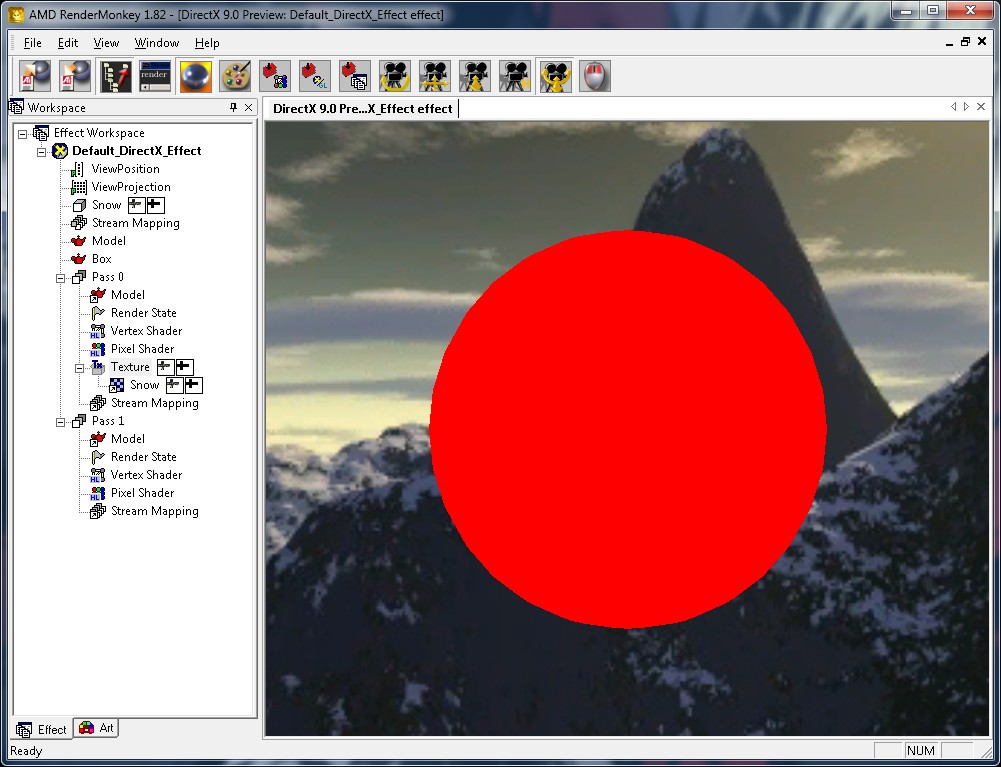 AMD RenderMonkey 1.82 - [DirectX 9.0 Preview: Default_DirectX_Effect effect]
File Edit View Window Help
render
Workspace
DirectX 9.0 Pre...X_Effect effect
Effect Workspace
Default_DirectX_Effect
ViewPosition
ViewProjection
Snow
Stream Mapping
Model
Box
Pass 0
Model
Render State
Vertex Shader
Pixel Shader
Texture
Snow
Stream Mapping
Pass 1
Model
Render State
Vertex Shader
Pixel Shader
Stream Mapping
Effect Art
Ready NUM